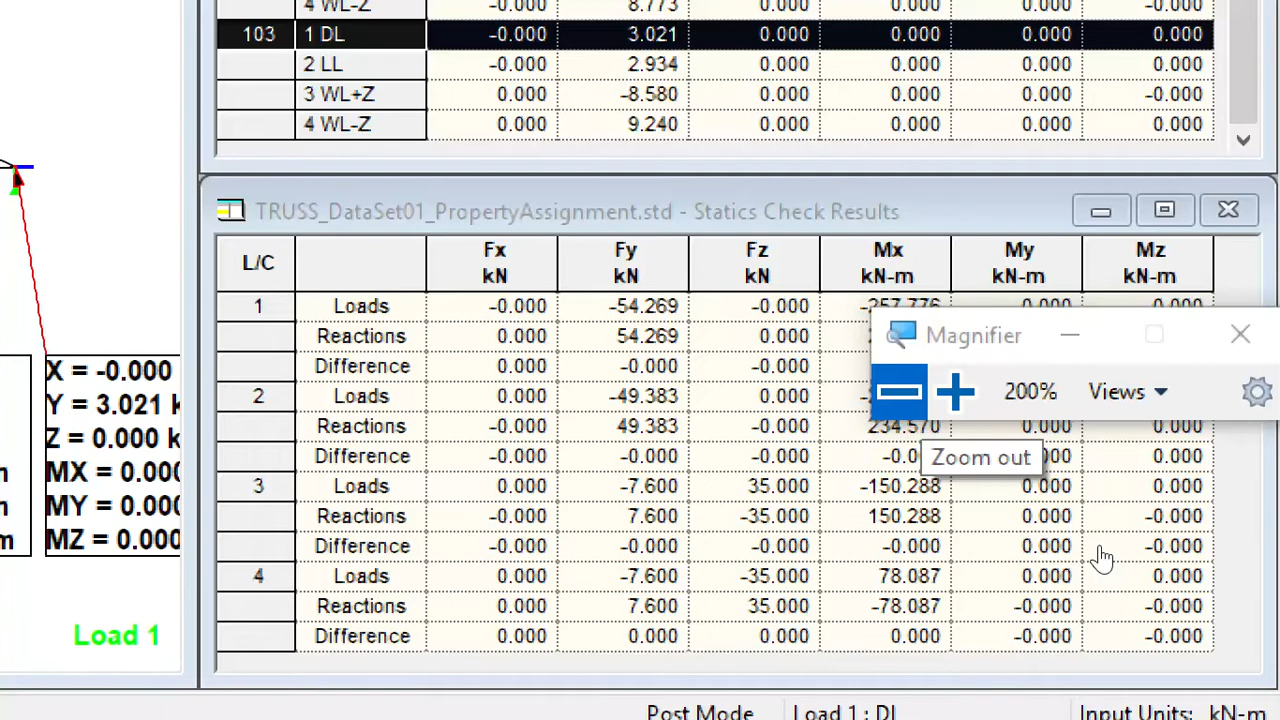 4 WL-Z -0.000 8.773 0.000 0.000 0.000 -0.000
103 1 DL -0.000 3.021 0.000 0.000 0.000 0.000
2 LL -0.000 2.934 0.000 0.000 0.000 0.000
3 WL+Z 0.000 -8.580 0.000 0.000 0.000 -0.000
4 WL-Z 0.000 9.240 0.000 0.000 0.000 0.000
TRUSS_DataSet01_PropertyAssignment.std - Statics Check Results
L/C Fx kN Fy kN Fz kN Mx kN-m My kN-m Mz kN-m
1 Loads -0.000 -54.269 -0.000 -257.776 0.000 0.000
Reactions 0.000 54.269 0.000
Difference -0.000 -0.000 0.000
2 Loads -0.000 -49.383 -0.000
Reactions 0.000 49.383 0.000 234.570 0.000 0.000
Difference -0.000 -0.000 0.000 0.000
3 Loads -0.000 -7.600 35.000 -150.288 0.000 0.000
Reactions -0.000 7.600 -35.000 150.288 0.000 -0.000
Difference -0.000 -0.000 -0.000 -0.000 0.000 -0.000
4 Loads 0.000 -7.600 -35.000 78.087 0.000 0.000
Reactions 0.000 7.600 35.000 -78.087 -0.000 -0.000
Difference 0.000 0.000 0.000 0.000 -0.000 -0.000
Magnifier
200% Views
Zoom out
X = -0.000
Y = 3.021 k
Z = 0.000 k
MX = 0.000
MY = 0.000
MZ = 0.000
Load 1
Post Mode Load 1 : DL Input Units: kN-m